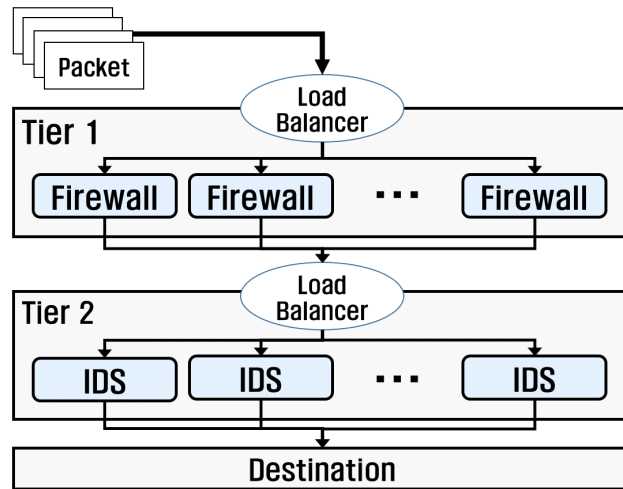 Packet
Load
Balancer
Tier 1
Firewall Firewall ... Firewall
Load
Balancer
Tier 2
IDS IDS ... IDS
Destination